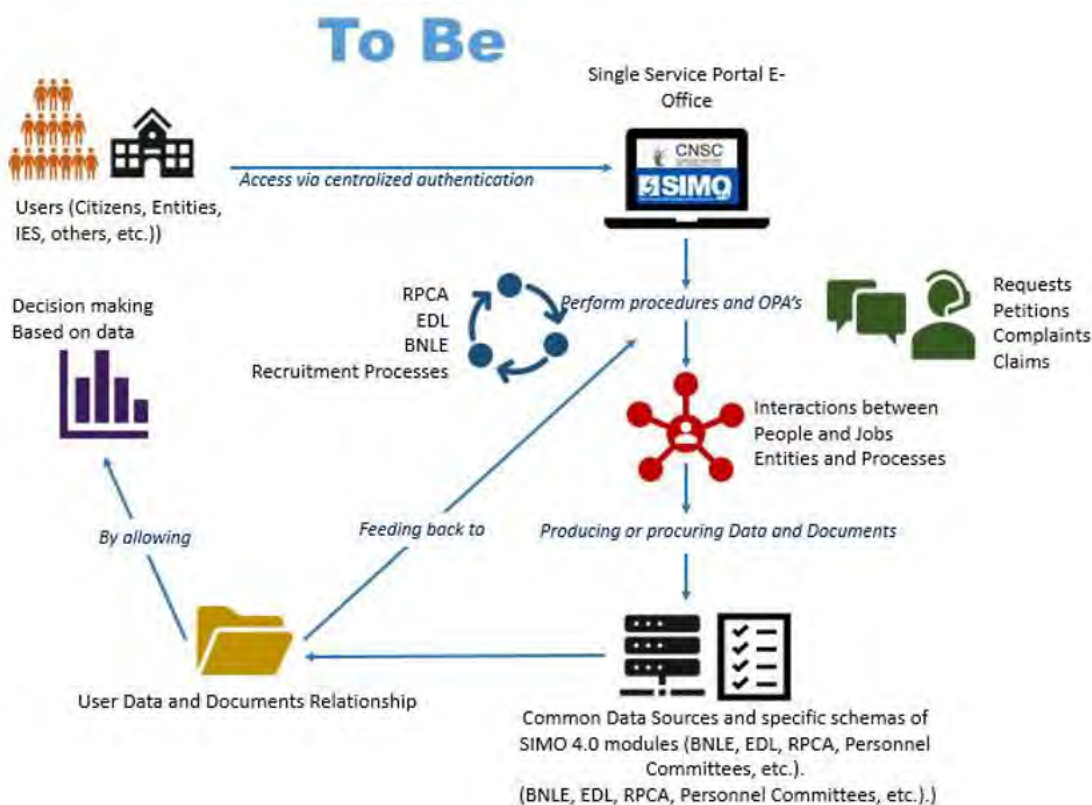 To Be
Single Service Portal E-
Office
CNSC
SIMO
Access via centralized authentication
Users (Citizens, Entities,
IES, others, etc.))
Decision making
Based on data
RPCA
EDL
BNLE
Recruitment Processes
Perform procedures and OPA's
Requests
Petitions
Complaints
Claims
Interactions between
People and Jobs
Entities and Processes
By allowing
Feeding back to
Producing or procuring Data and Documents
User Data and Documents Relationship
Common Data Sources and specific schemas of
SIMO 4.0 modules (BNLE, EDL, RPCA, Personnel
Committees, etc.).
(BNLE, EDL, RPCA, Personnel Committees, etc.).)